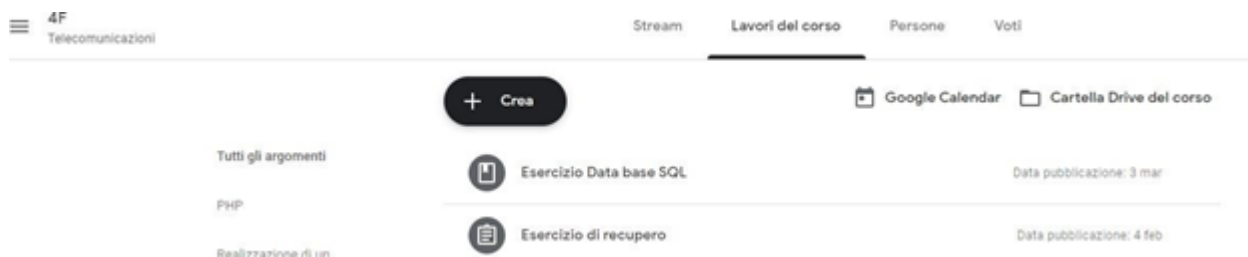 4F
Telecomunicazioni
Stream Lavori del corso Persone Voti
+ Crea
Google Calendar Cartella Drive del corso
Tutti gli argomenti
Esercizio Data base SQL Data pubblicazione: 3 mar
PHP
Esercizio di recupero Data pubblicazione: 4 feb
Realizzazione di un